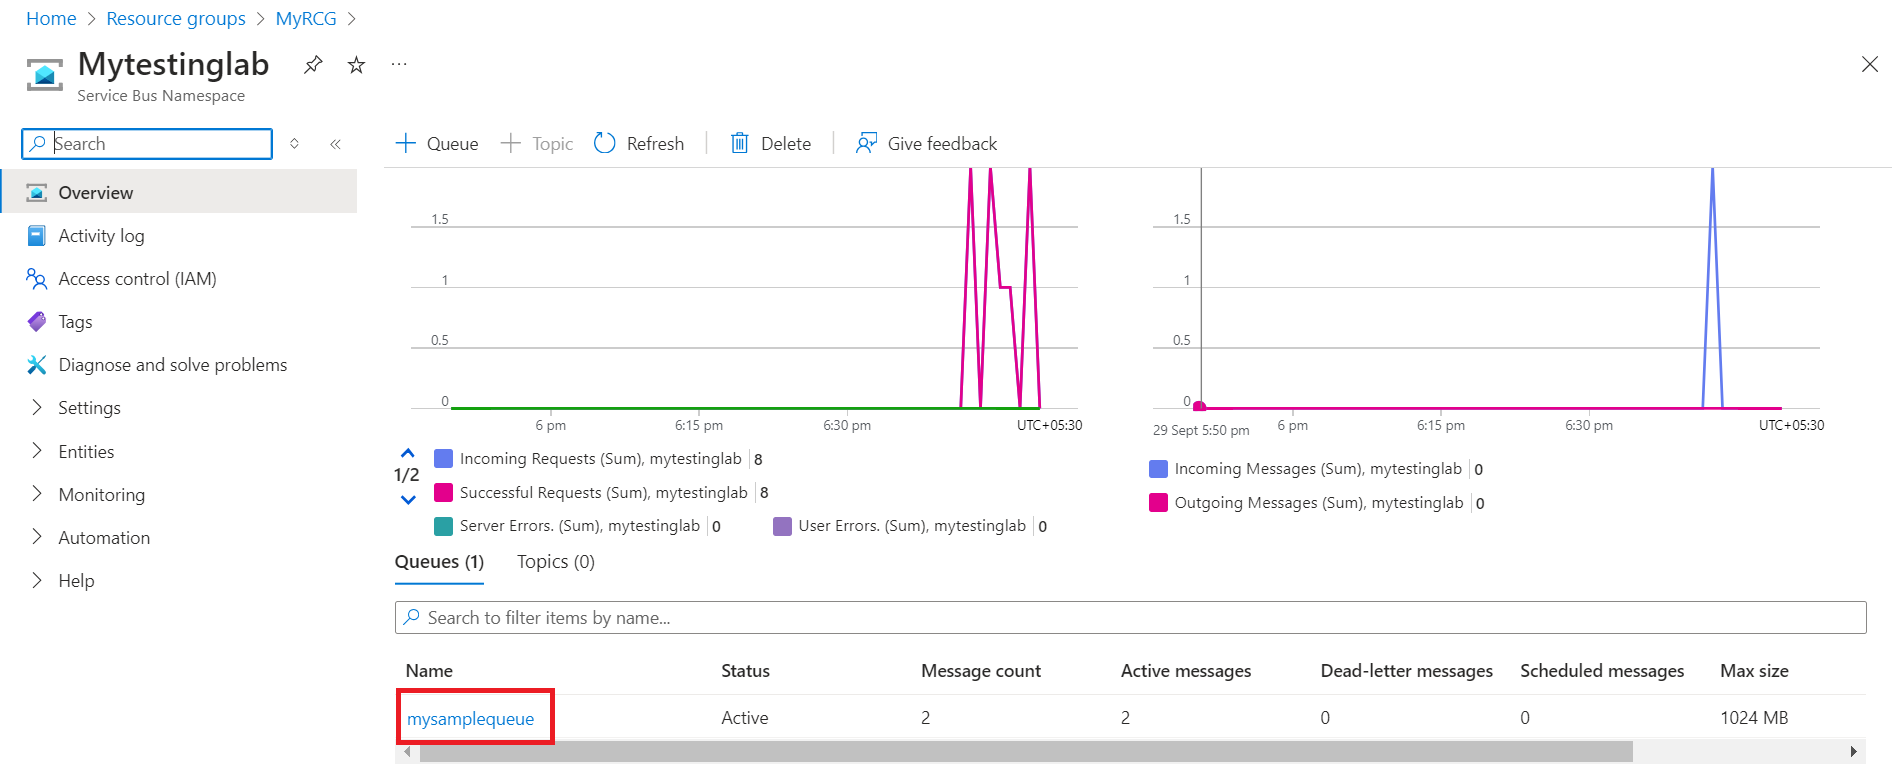 Home > Resource groups > MyRCG >
Mytestinglab
Service Bus Namespace
Search
Queue Topic Refresh Delete Give feedback
Overview
Activity log
Access control (IAM)
Tags
Diagnose and solve problems
Settings
Entities
Monitoring
Automation
Help
1.5
1
0.5
0
6 pm 6:15 pm 6:30 pm UTC+05:30
1/2
Incoming Requests (Sum), mytestinglab 8
Successful Requests (Sum), mytestinglab 8
Server Errors. (Sum), mytestinglab 0 User Errors. (Sum), mytestinglab 0
1.5
1
0.5
0
29 Sept 5:50 pm 6 pm 6:15 pm 6:30 pm UTC+05:30
Incoming Messages (Sum), mytestinglab 0
Outgoing Messages (Sum), mytestinglab 0
Queues (1) Topics (0)
Search to filter items by name...
Name Status Message count Active messages Dead-letter messages Scheduled messages Max size
mysamplequeue Active 2 2 0 0 1024 MB